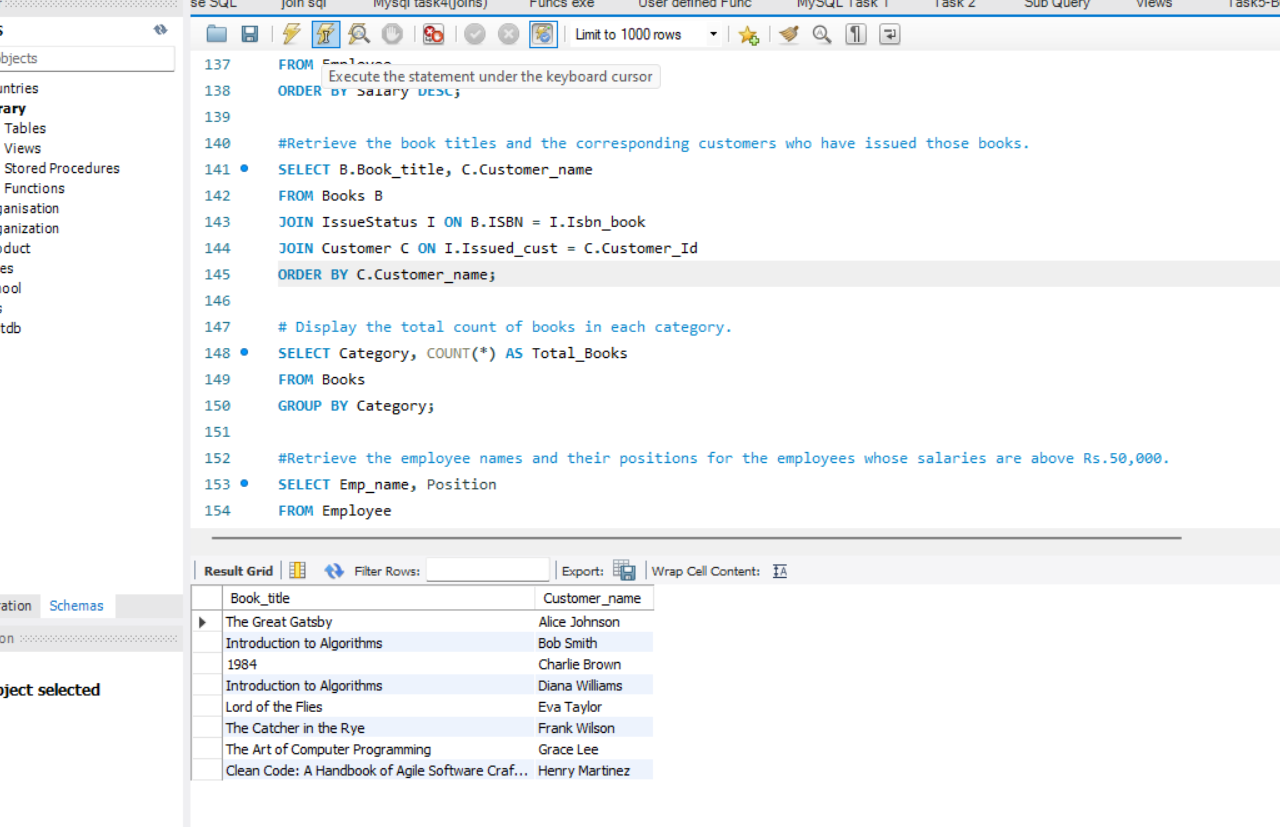 se SQL join sql Mysql task4(joins) Funcs exe User defined Func MySQL Task 1 Task 2 Sub Query Views Task5-B
Limit to 1000 rows
Execute the statement under the keyboard cursor
bjects
untries
rary
Tables
Views
Stored Procedures
Functions
ganisation
ganization
oduct
es
ool
s
tdb
ration Schemas
on
oject selected
137 FROM Employee
138 ORDER BY Salary DESC;
139
140 #Retrieve the book titles and the corresponding customers who have issued those books.
141 SELECT B.Book_title, C.Customer_name
142 FROM Books B
143 JOIN IssueStatus I ON B.ISBN = I.Isbn_book
144 JOIN Customer C ON I.Issued_cust = C.Customer_Id
145 ORDER BY C.Customer_name;
146
147 # Display the total count of books in each category.
148 SELECT Category, COUNT(*) AS Total_Books
149 FROM Books
150 GROUP BY Category;
151
152 #Retrieve the employee names and their positions for the employees whose salaries are above Rs.50,000.
153 SELECT Emp_name, Position
154 FROM Employee
Result Grid Filter Rows: Export: Wrap Cell Content:
Book_title Customer_name
The Great Gatsby Alice Johnson
Introduction to Algorithms Bob Smith
1984 Charlie Brown
Introduction to Algorithms Diana Williams
Lord of the Flies Eva Taylor
The Catcher in the Rye Frank Wilson
The Art of Computer Programming Grace Lee
Clean Code: A Handbook of Agile Software Craf... Henry Martinez